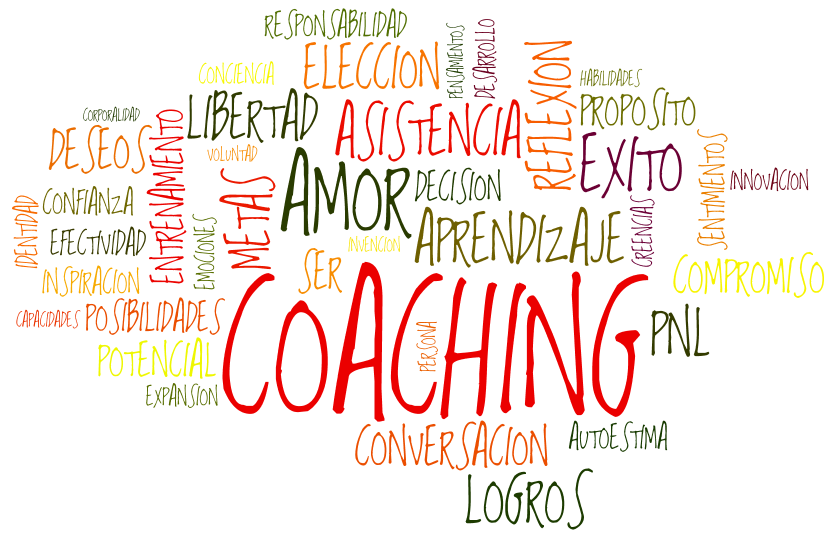 RESPONSABILIDAD
ELECCION
PENSAMIENTOS
DESARROLLO
CONCIENCIA
REFLEXION
HABILIDADES
CORPORALIDAD
LIBERTAD
ASISTENCIA
PROPOSITO
DESEOS
ENTRENAMIENTO
VOLUNTAD
EXITO
SENTIMIENTOS
INNOVACION
METAS
AMOR
DECISION
IDENTIDAD
CONFIANZA
EFECTIVIDAD
EMOCIONES
INVENCION
APRENDIZAJE
CREENCIAS
INSPIRACION
SER
COMPROMISO
CAPACIDADES
POSIBILIDADES
COACHING
PERSONA
PNL
POTENCIAL
EXPANSION
CONVERSACION
AUTOESTIMA
LOGROS